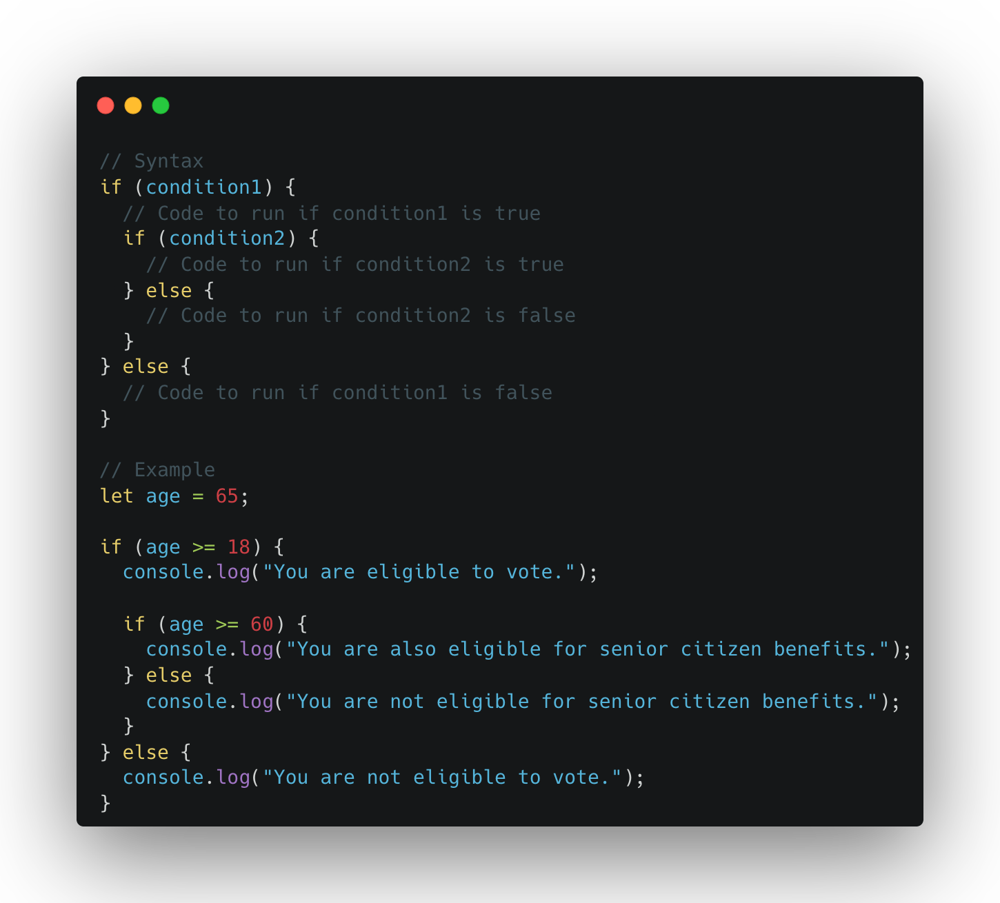 // Syntax
if (condition1) {
  // Code to run if condition1 is true
  if (condition2) {
    // Code to run if condition2 is true
  } else {
    // Code to run if condition2 is false
  }
} else {
  // Code to run if condition1 is false
}

// Example
let age = 65;

if (age >= 18) {
  console.log("You are eligible to vote.");

  if (age >= 60) {
    console.log("You are also eligible for senior citizen benefits.");
  } else {
    console.log("You are not eligible for senior citizen benefits.");
  }
} else {
  console.log("You are not eligible to vote.");
}